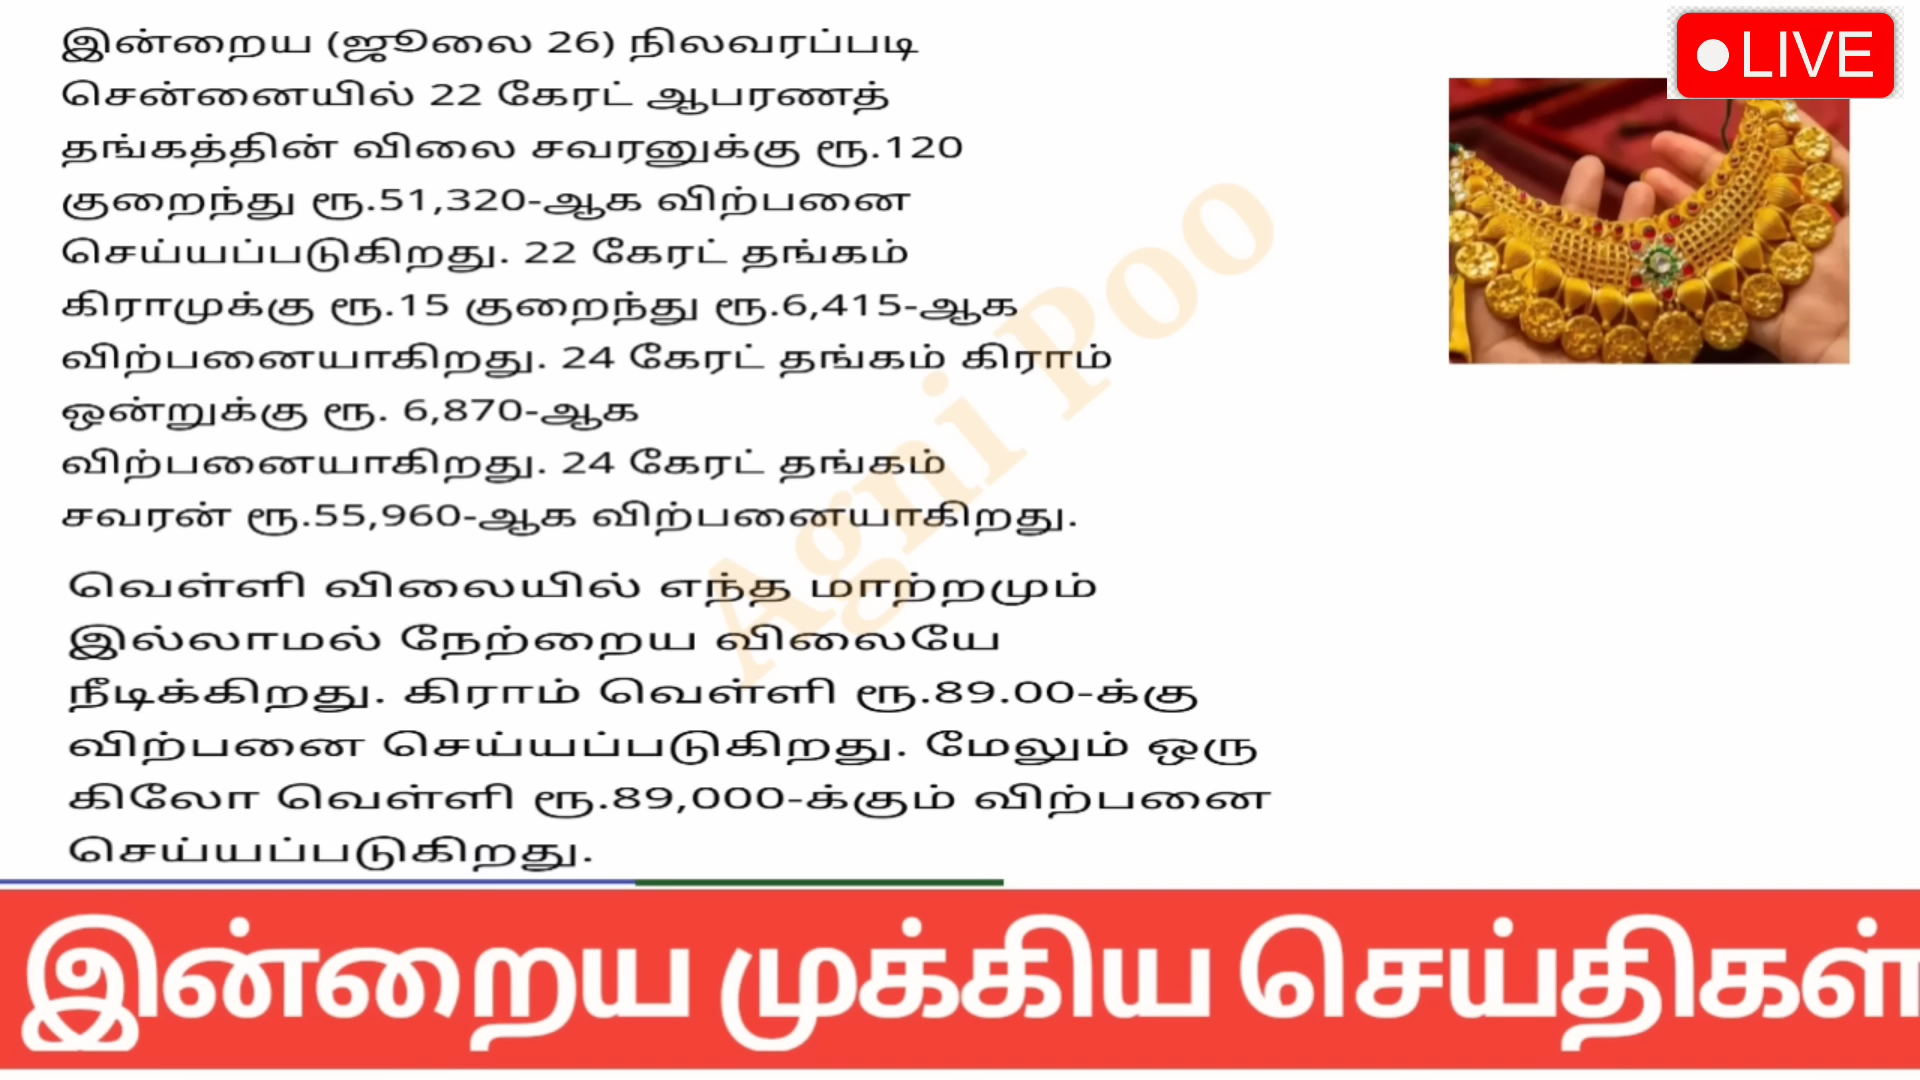 இன்றைய (ஜூலை 26) நிலவரப்படி
சென்னையில் 22 கேரட் ஆபரணத்
தங்கத்தின் விலை சவரனுக்கு ரூ.120
குறைந்து ரூ.51,320-ஆக விற்பனை
செய்யப்படுகிறது. 22 கேரட் தங்கம்
கிராமுக்கு ரூ.15 குறைந்து ரூ.6,415-ஆக
விற்பனையாகிறது. 24 கேரட் தங்கம் கிராம்
ஒன்றுக்கு ரூ. 6,870-ஆக
விற்பனையாகிறது. 24 கேரட் தங்கம்
சவரன் ரூ.55,960-ஆக விற்பனையாகிறது.
வெள்ளி விலையில் எந்த மாற்றமும்
இல்லாமல் நேற்றைய விலையே
நீடிக்கிறது. கிராம் வெள்ளி ரூ.89.00-க்கு
விற்பனை செய்யப்படுகிறது. மேலும் ஒரு
கிலோ வெள்ளி ரூ.89,000-க்கும் விற்பனை
செய்யப்படுகிறது.
LIVE
Agni Poo
இன்றைய முக்கிய செய்திகள்